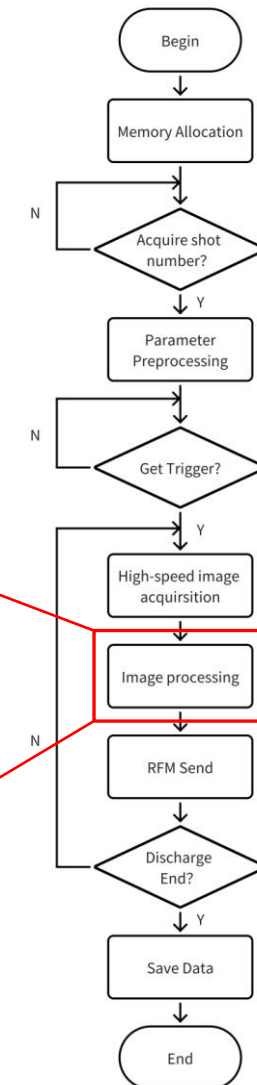 Begin
Memory Allocation
N
Acquire shot
number?
Y
Parameter
Preprocessing
N
Get Trigger?
Y
High-speed image
acquirsition
Image processing
N
RFM Send
Discharge
End?
Y
Save Data
End